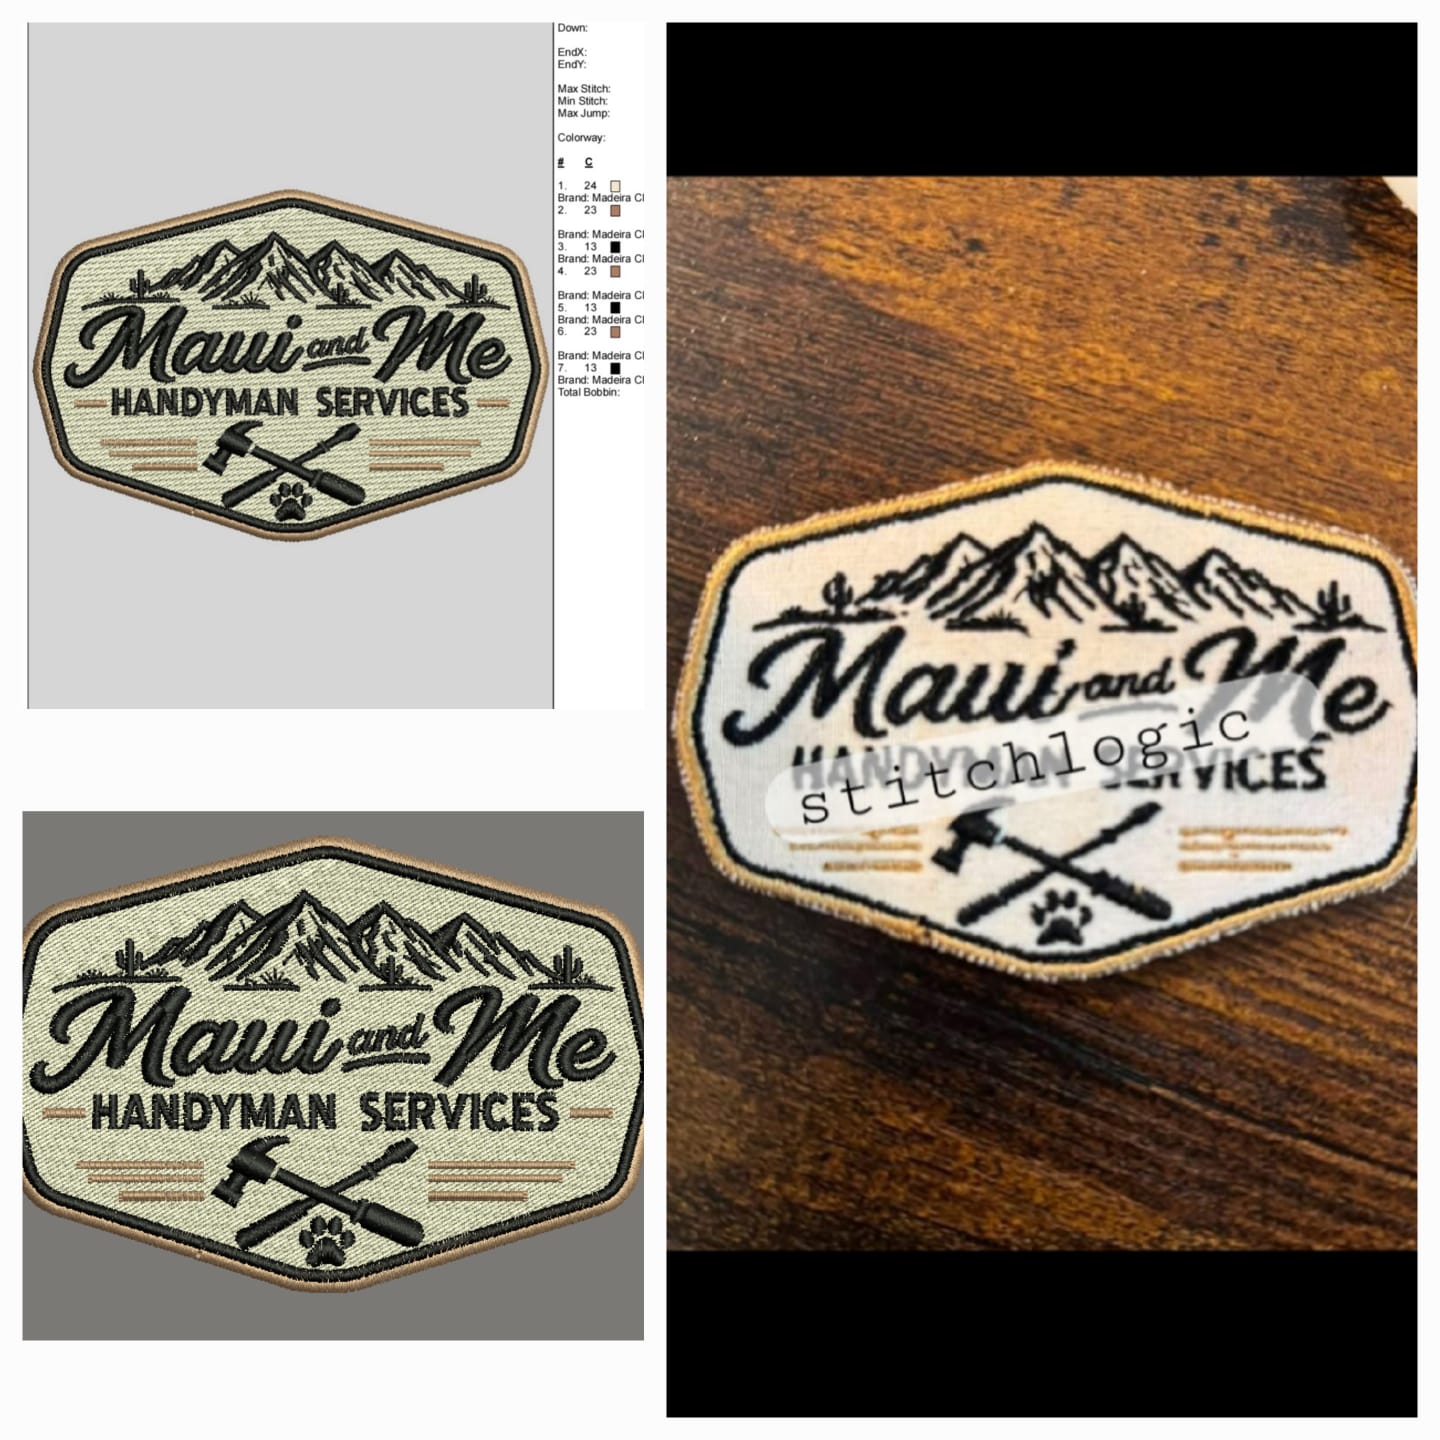 Down:
EndX:
EndY:
Max Stitch:
Min Stitch:
Max Jump:
Colorway:
# C
1. 24
Brand: Madeira Cl
2. 23
Brand: Madeira Cl
3. 13
Brand: Madeira Cl
4. 23
Brand: Madeira Cl
5. 13
Brand: Madeira Cl
6. 23
Brand: Madeira Cl
7. 13
Brand: Madeira Cl
Total Bobbin:
Maui and Me
HANDYMAN SERVICES
Maui and Me
HANDYMAN SERVICES
Maui and Me
HANDYMAN SERVICES
stitchlogic